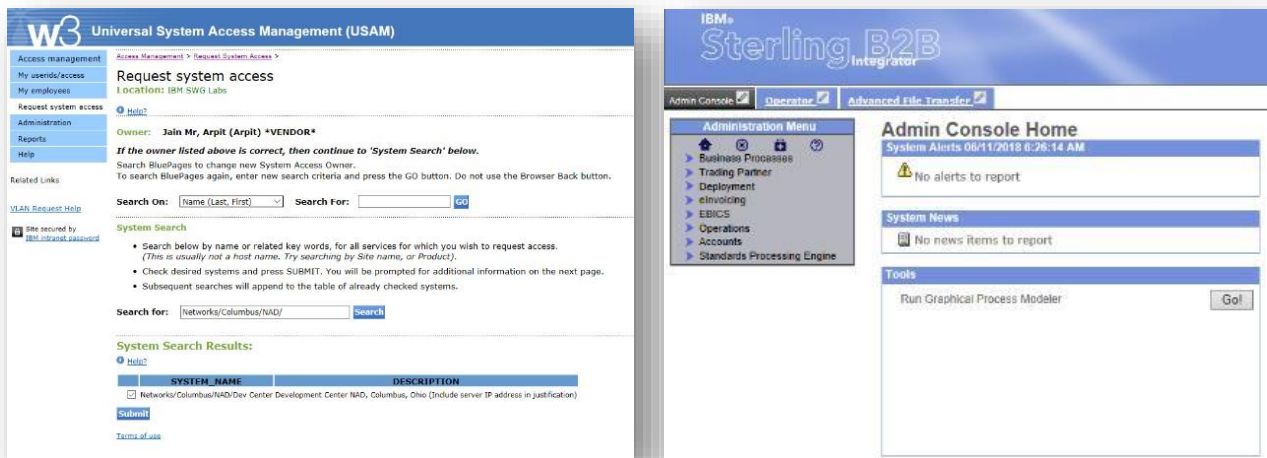 w3 Universal System Access Management (USAM)
Access management
My userids/access
My employees
Request system access
Administration
Reports
Help
Related Links
VLAN Request Help
Site secured by
IBM intranet password
Access Management > Request System Access >
Request system access
Location: IBM SWG Labs
Help?
Owner: Jain Mr, Arpit (Arpit) *VENDOR*
If the owner listed above is correct, then continue to 'System Search' below.
Search BluePages to change new System Access Owner.
To search BluePages again, enter new search criteria and press the GO button. Do not use the Browser Back button.
Search On: Name (Last, First) Search For: GO
System Search
• Search below by name or related key words, for all services for which you wish to request access.
(This is usually not a host name. Try searching by Site name, or Product).
• Check desired systems and press SUBMIT. You will be prompted for additional information on the next page.
• Subsequent searches will append to the table of already checked systems.
Search for: Networks/Columbus/NAD/ Search
System Search Results:
Help?
SYSTEM_NAME DESCRIPTION
Networks/Columbus/NAD/Dev Center Development Center NAD, Columbus, Ohio (Include server IP address in justification)
Submit
Terms of use
IBM®
Sterling B2B
Integrator
Admin Console Operator Advanced File Transfer
Administration Menu
Business Processes
Trading Partner
Deployment
eInvoicing
EBICS
Operations
Accounts
Standards Processing Engine
Admin Console Home
System Alerts 06/11/2018 6:26:14 AM
No alerts to report
System News
No news items to report
Tools
Run Graphical Process Modeler Go!